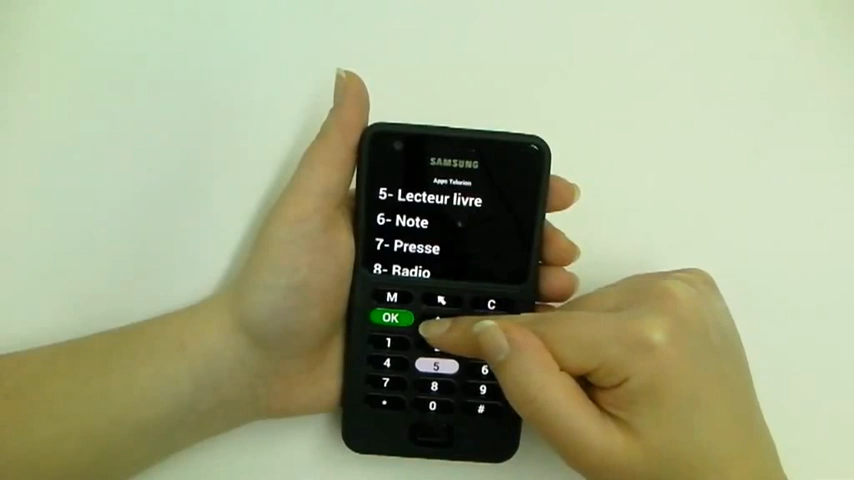 SAMSUNG
Apps Telorion
5- Lecteur livre
6- Note
7- Presse
8- Radio
M C
OK
1
4 5 6
7 8 9
* 0 #